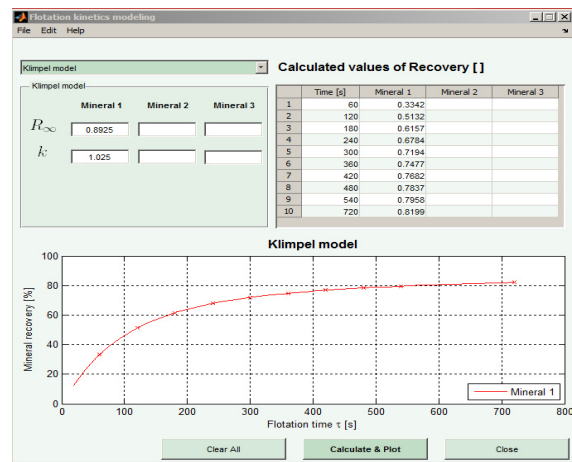 Flotation kinetics modeling
File Edit Help
Klimpel model
Calculated values of Recovery [ ]
Klimpel model
Mineral 1 Mineral 2 Mineral 3
R∞ 0.8925
k 1.025
Time [s] Mineral 1 Mineral 2 Mineral 3
1 60 0.3342
2 120 0.5132
3 180 0.6157
4 240 0.6784
5 300 0.7194
6 360 0.7477
7 420 0.7682
8 480 0.7837
9 540 0.7958
10 720 0.8199
Klimpel model
Mineral recovery [%]
100
80
60
40
20
0
0 100 200 300 400 500 600 700 800
Mineral 1
Flotation time τ [s]
Clear All Calculate & Plot Close